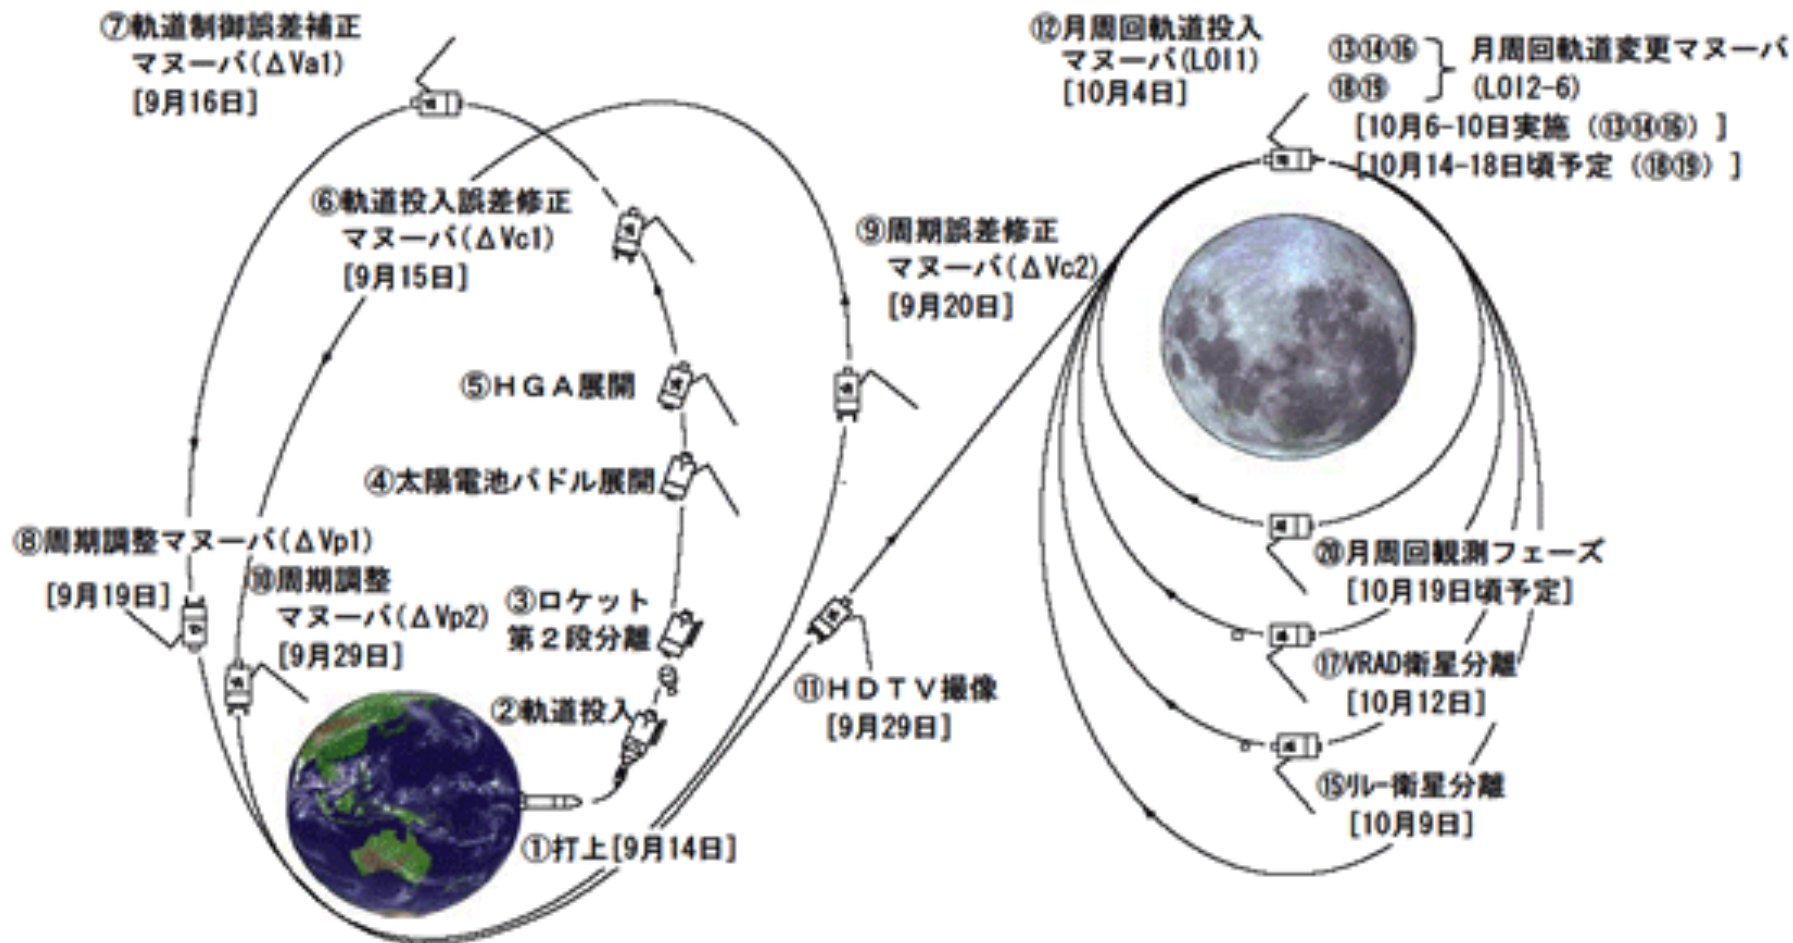 ⑦軌道制御誤差補正
マヌーバ(ΔVa1)
[9月16日]
⑥軌道投入誤差修正
マヌーバ(ΔVc1)
[9月15日]
⑤ＨＧＡ展開
④太陽電池パドル展開
⑧周期調整マヌーバ(ΔVp1)
[9月19日]
⑩周期調整
マヌーバ(ΔVp2)
[9月29日]
③ロケット
第２段分離
②軌道投入
①打上[9月14日]
⑨周期誤差修正
マヌーバ(ΔVc2)
[9月20日]
⑪ＨＤＴＶ撮像
[9月29日]
⑫月周回軌道投入
マヌーバ(LOI1)
[10月4日]
⑬⑭⑯
⑱⑲
月周回軌道変更マヌーバ
(LOI2-6)
[10月6-10日実施（⑬⑭⑯）]
[10月14-18日頃予定（⑱⑲）]
⑳月周回観測フェーズ
[10月19日頃予定]
⑰VRAD衛星分離
[10月12日]
⑮ﾘﾚｰ衛星分離
[10月9日]